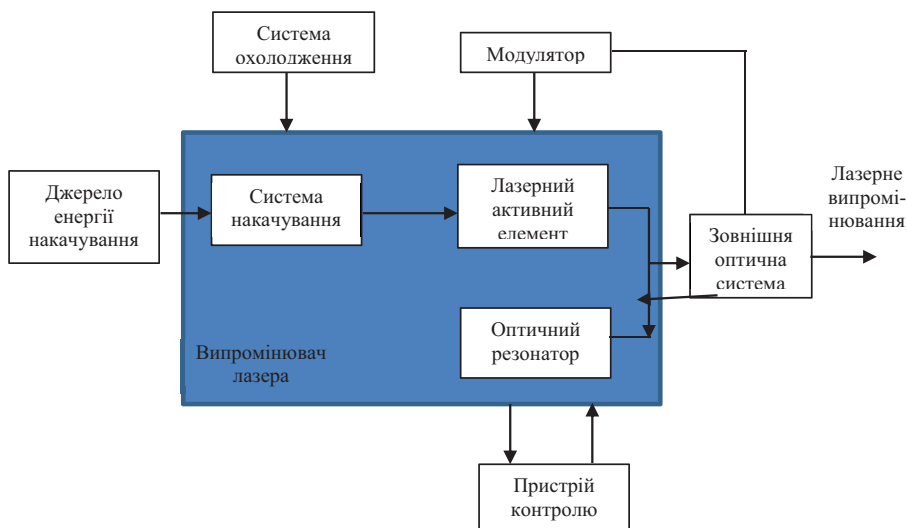 Система
охолодження
Модулятор
Джерело
енергії
накачування
Система
накачування
Лазерний
активний
елемент
Лазерне
випромі-
нювання
Зовнішня
оптична
система
Оптичний
резонатор
Випромінювач
лазера
Пристрій
контролю